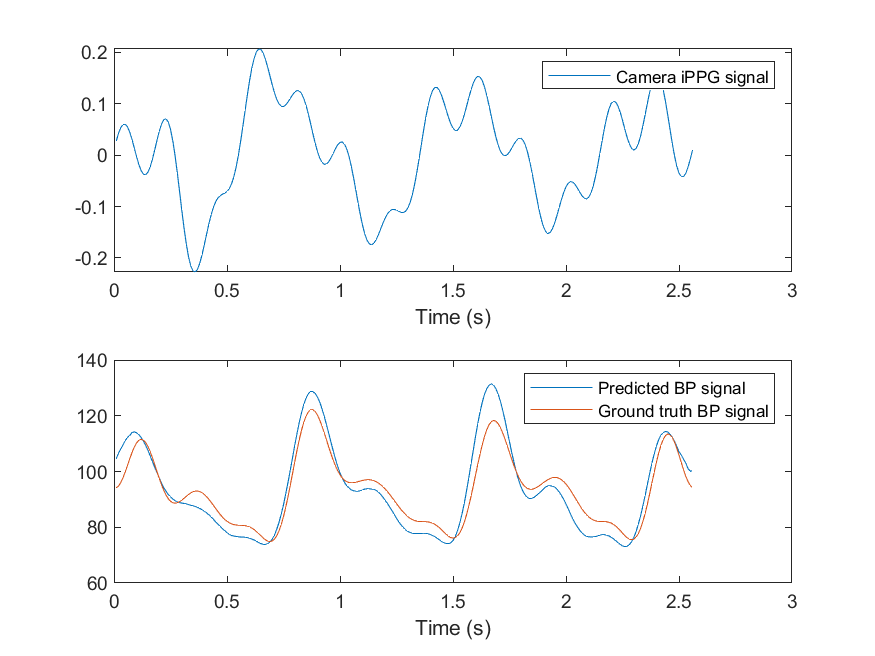 0.2
0.1
0
-0.1
-0.2
Camera iPPG signal
0 0.5 1 1.5 2 2.5 3
Time (s)
140
120
100
80
60
Predicted BP signal
Ground truth BP signal
0 0.5 1 1.5 2 2.5 3
Time (s)